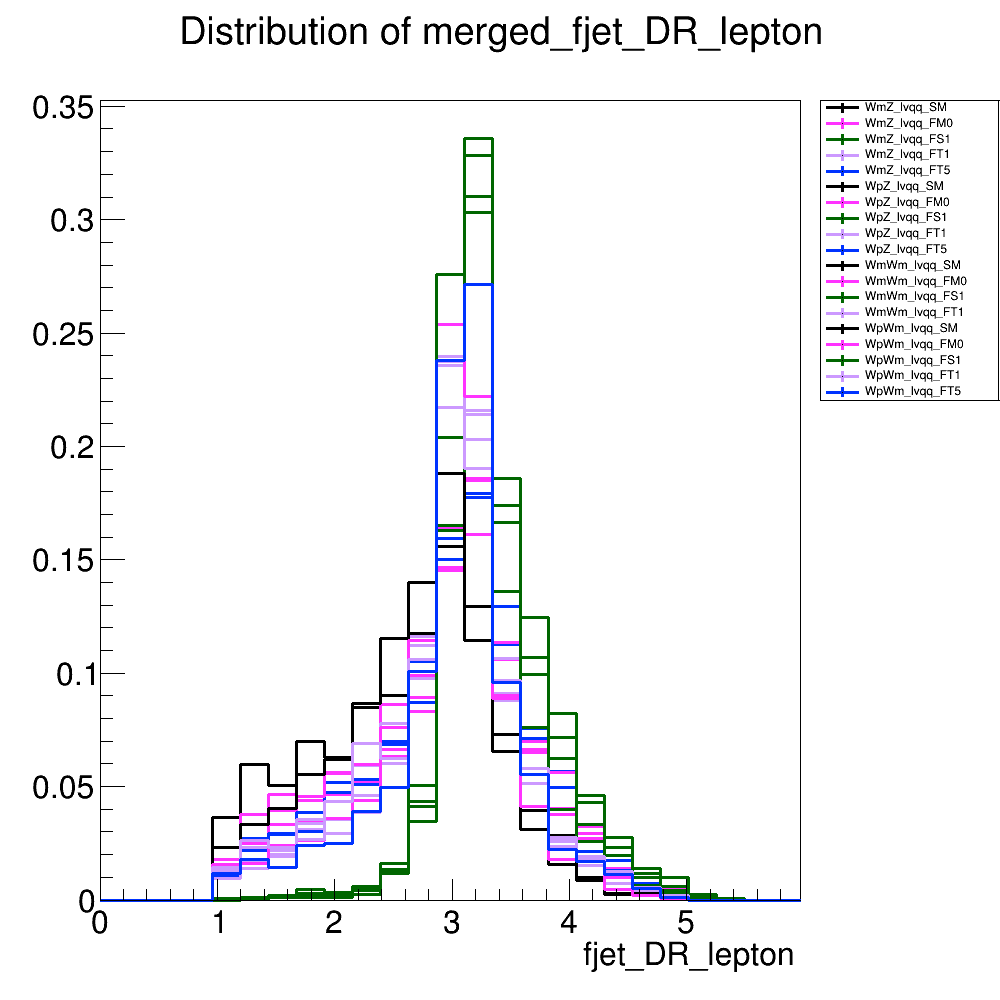 Distribution of merged_fjet_DR_lepton
0.35
0.3
0.25
0.2
0.15
0.1
0.05
0
0 1 2 3 4 5
fjet_DR_lepton
WmZ_lvqq_SM
WmZ_lvqq_FM0
WmZ_lvqq_FS1
WmZ_lvqq_FT1
WmZ_lvqq_FT5
WpZ_lvqq_SM
WpZ_lvqq_FM0
WpZ_lvqq_FS1
WpZ_lvqq_FT1
WpZ_lvqq_FT5
WmWm_lvqq_SM
WmWm_lvqq_FM0
WmWm_lvqq_FS1
WmWm_lvqq_FT1
WpWm_lvqq_SM
WpWm_lvqq_FM0
WpWm_lvqq_FS1
WpWm_lvqq_FT1
WpWm_lvqq_FT5